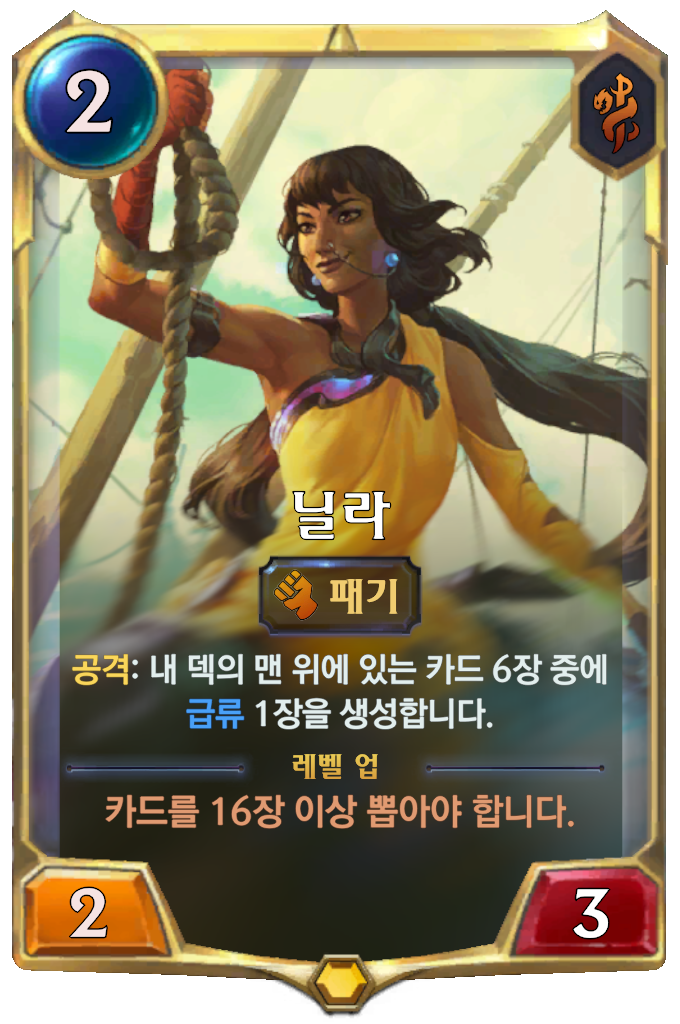 2
닐라
패기
공격: 내 덱의 맨 위에 있는 카드 6장 중에
급류 1장을 생성합니다.
레벨 업
카드를 16장 이상 뽑아야 합니다.
2
3